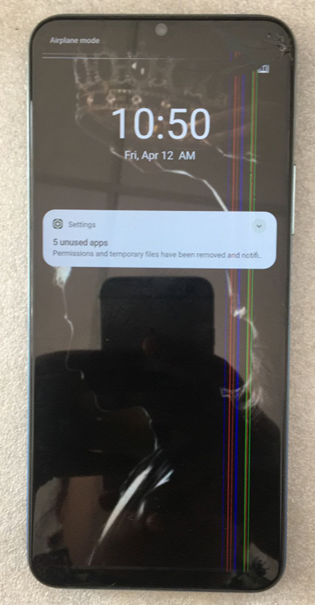 Airplane mode
10:50
Fri, Apr 12 AM
Settings
5 unused apps
Permissions and temporary files have been removed and notifi..